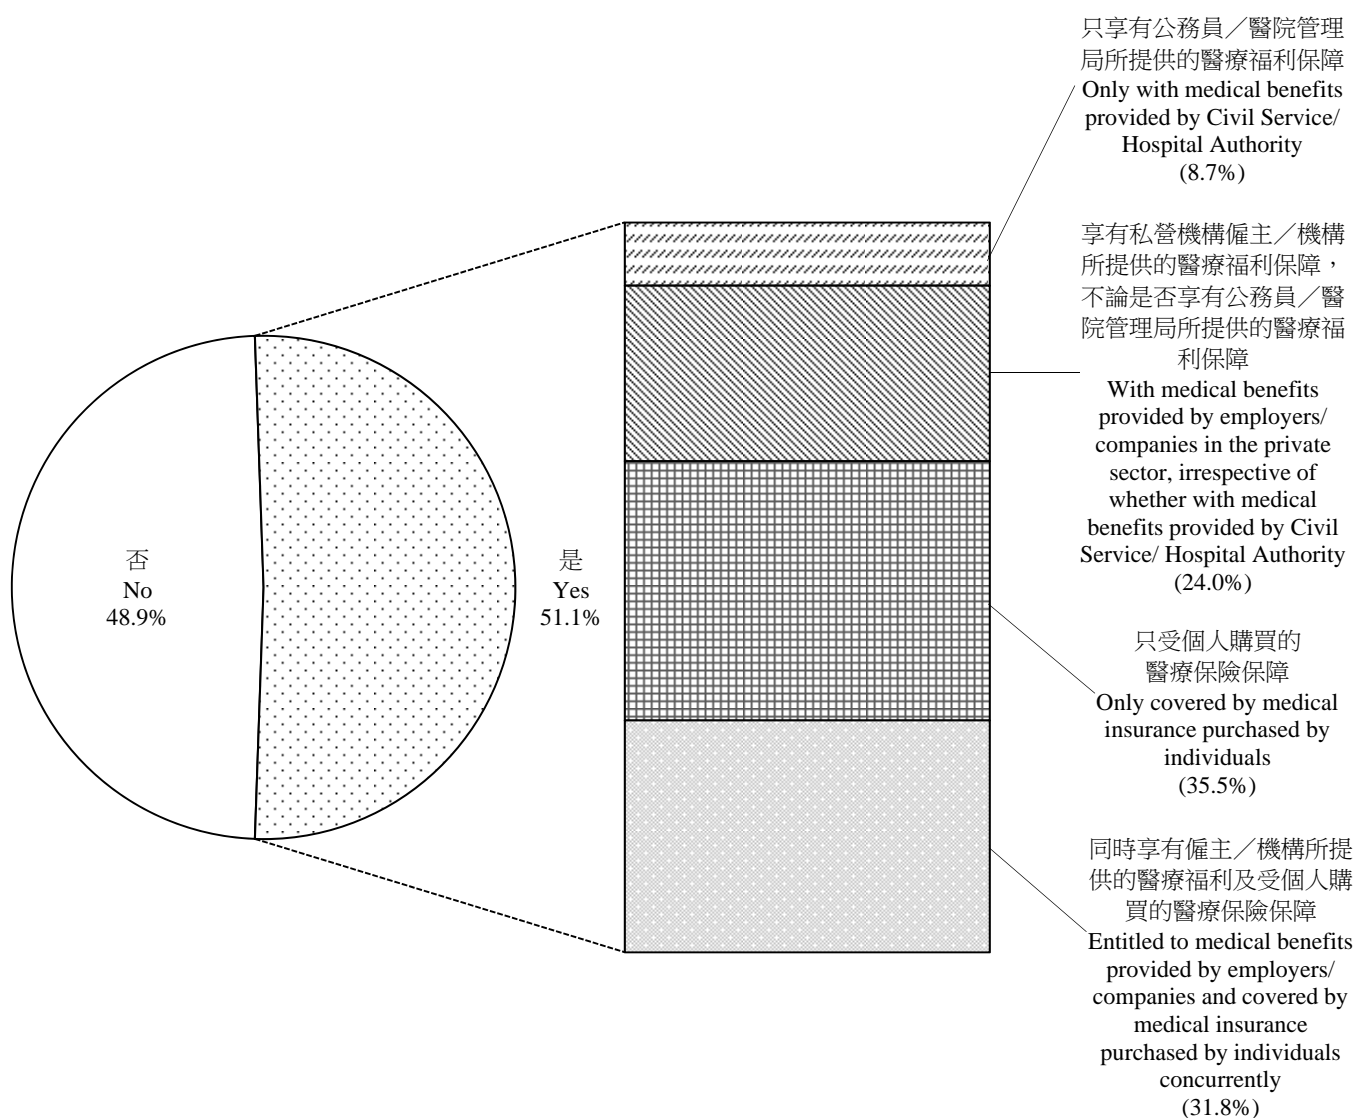 只享有公務員／醫院管理
局所提供的醫療福利保障
Only with medical benefits
provided by Civil Service/
Hospital Authority
(8.7%)
享有私營機構僱主／機構
所提供的醫療福利保障，
不論是否享有公務員／醫
院管理局所提供的醫療福
利保障
With medical benefits
provided by employers/
companies in the private
sector, irrespective of
whether with medical
benefits provided by Civil
Service/ Hospital Authority
(24.0%)
否
No
48.9%
是
Yes
51.1%
只受個人購買的
醫療保險保障
Only covered by medical
insurance purchased by
individuals
(35.5%)
同時享有僱主／機構所提
供的醫療福利及受個人購
買的醫療保險保障
Entitled to medical benefits
provided by employers/
companies and covered by
medical insurance
purchased by individuals
concurrently
(31.8%)